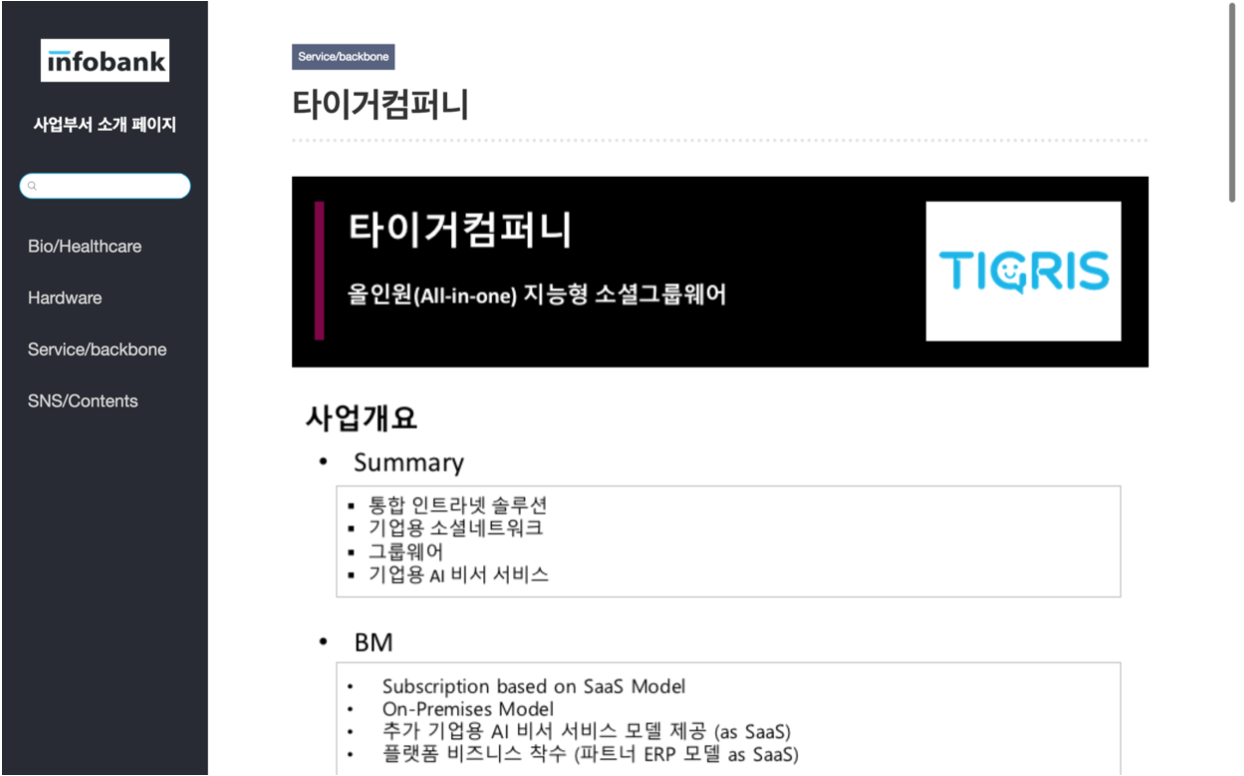 infobank
사업부서 소개 페이지
Bio/Healthcare
Hardware
Service/backbone
SNS/Contents
Service/backbone
타이거컴퍼니
타이거컴퍼니
올인원(All-in-one) 지능형 소셜그룹웨어
TIGRIS
사업개요
• Summary
▪ 통합 인트라넷 솔루션
▪ 기업용 소셜네트워크
▪ 그룹웨어
▪ 기업용 AI 비서 서비스
• BM
• Subscription based on SaaS Model
• On-Premises Model
• 추가 기업용 AI 비서 서비스 모델 제공 (as SaaS)
• 플랫폼 비즈니스 착수 (파트너 ERP 모델 as SaaS)